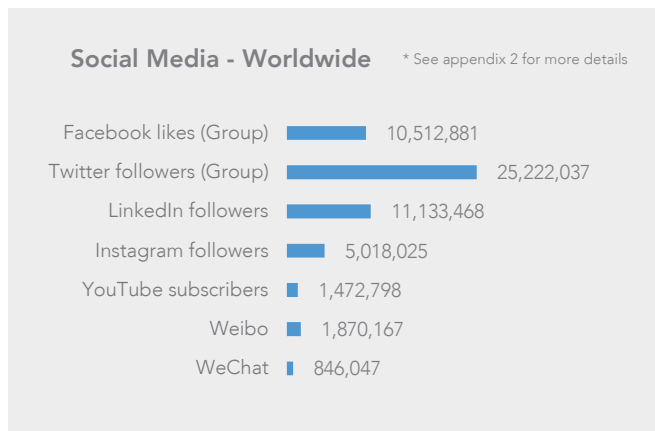 Social Media - Worldwide * See appendix 2 for more details
Facebook likes (Group) 10,512,881
Twitter followers (Group) 25,222,037
LinkedIn followers 11,133,468
Instagram followers 5,018,025
YouTube subscribers 1,472,798
Weibo 1,870,167
WeChat 846,047